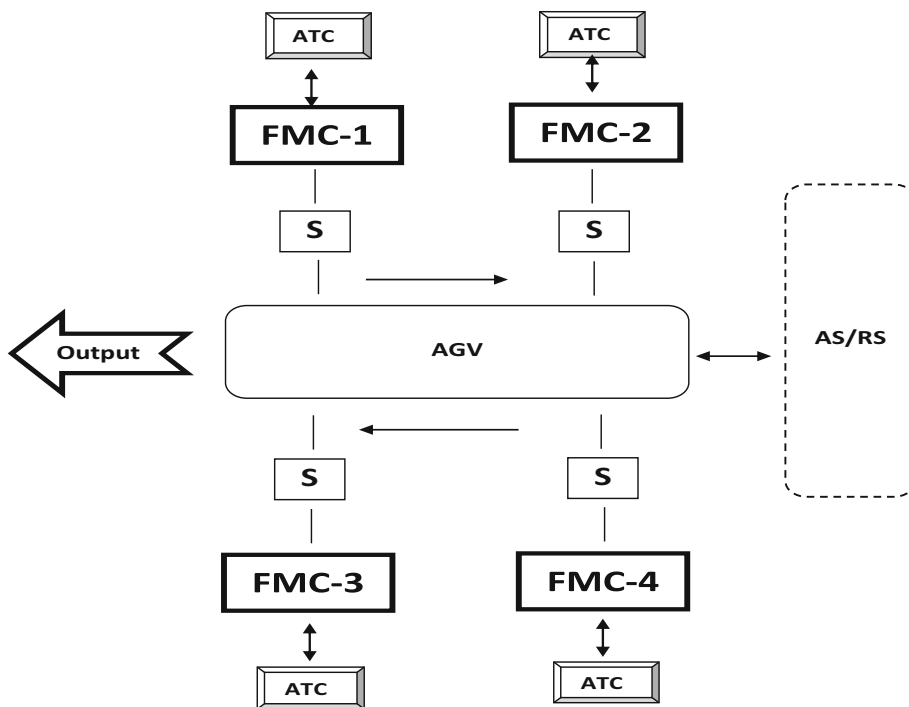 ATC
ATC
FMC-1
FMC-2
S
S
Output
AGV
AS/RS
S
S
FMC-3
FMC-4
ATC
ATC